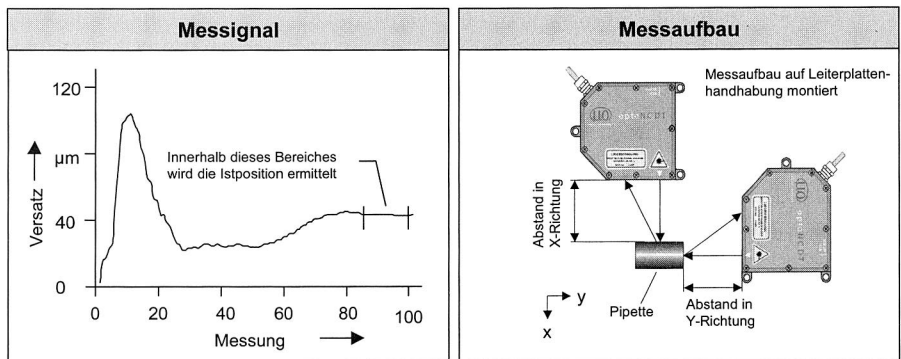 Messignal
120
µm
40
0
Versatz
Innerhalb dieses Bereiches
wird die Istposition ermittelt
0 20 40 60 80 100
Messung
Messaufbau
Messaufbau auf Leiterplatten-
handhabung montiert
optoNCDT
Abstand in
X-Richtung
Pipette
Abstand in
Y-Richtung
y
x